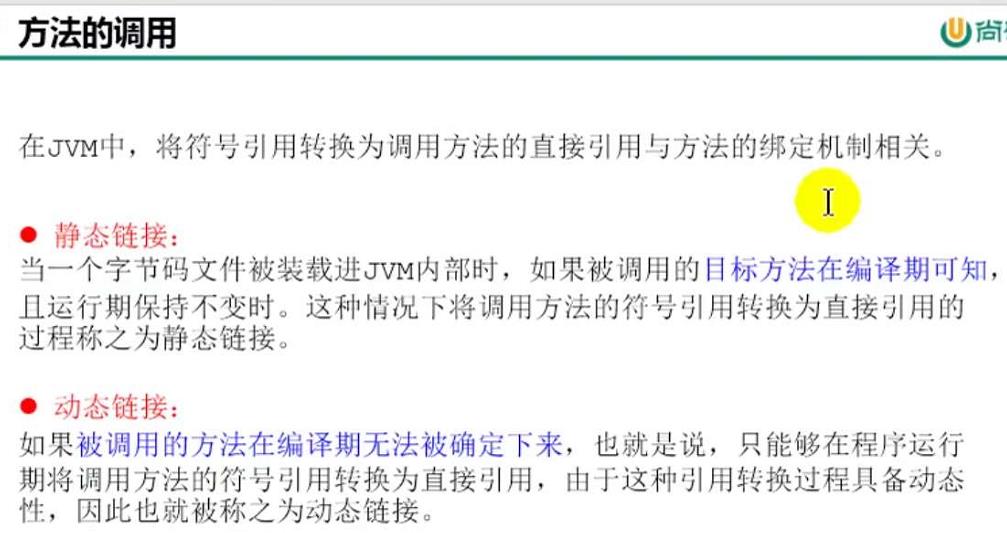 方法的调用
尚
在JVM中，将符号引用转换为调用方法的直接引用与方法的绑定机制相关。
● 静态链接：
当一个字节码文件被装载进JVM内部时，如果被调用的目标方法在编译期可知，
且运行期保持不变时。这种情况下将调用方法的符号引用转换为直接引用的
过程称之为静态链接。
● 动态链接：
如果被调用的方法在编译期无法被确定下来，也就是说，只能够在程序运行
期将调用方法的符号引用转换为直接引用，由于这种引用转换过程具备动态
性，因此也就被称之为动态链接。